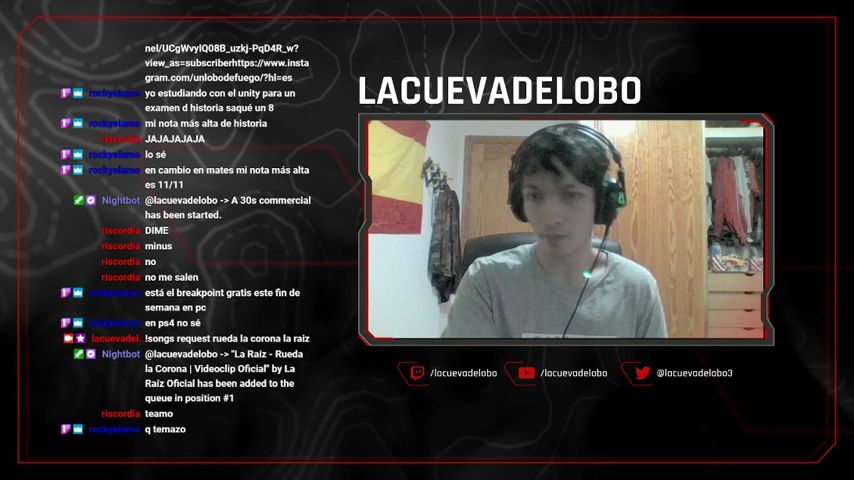 nel/UCgWvylQ08B_uzkj-PqD4R_w?
view_as=subscriberhttps://www.insta
gram.com/unlobodefuego/?hl=es
rockyelamo yo estudiando con el unity para un
examen d historia saqué un 8
rockyelamo mi nota más alta de historia
riscordia JAJAJAJAJA
rockyelamo lo sé
rockyelamo en cambio en mates mi nota más alta
es 11/11
Nightbot @lacuevadelobo -> A 30s commercial
has been started.
riscordia DIME
riscordia minus
riscordia no
riscordia no me salen
rockyelamo está el breakpoint gratis este fin de
semana en pc
rockyelamo en ps4 no sé
lacuevadel.. !songs request rueda la corona la raiz
Nightbot @lacuevadelobo -> "La Raíz - Rueda
la Corona | Videoclip Oficial" by La
Raíz Oficial has been added to the
queue in position #1
riscordia teamo
rockyelamo q temazo
LACUEVADELOBO
/lacuevadelobo /lacuevadelobo @lacuevadelobo3